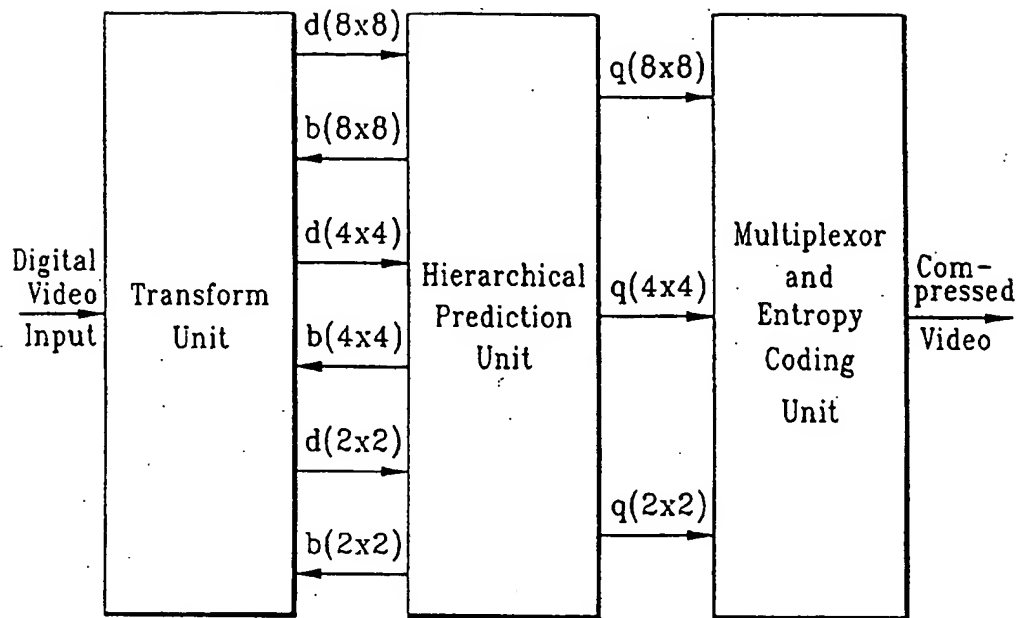 Digital
Video
Input
Transform
Unit
d(8x8)
b(8x8)
d(4x4)
b(4x4)
d(2x2)
b(2x2)
Hierarchical
Prediction
Unit
q(8x8)
q(4x4)
q(2x2)
Multiplexor
and
Entropy
Coding
Unit
Com-
pressed
Video